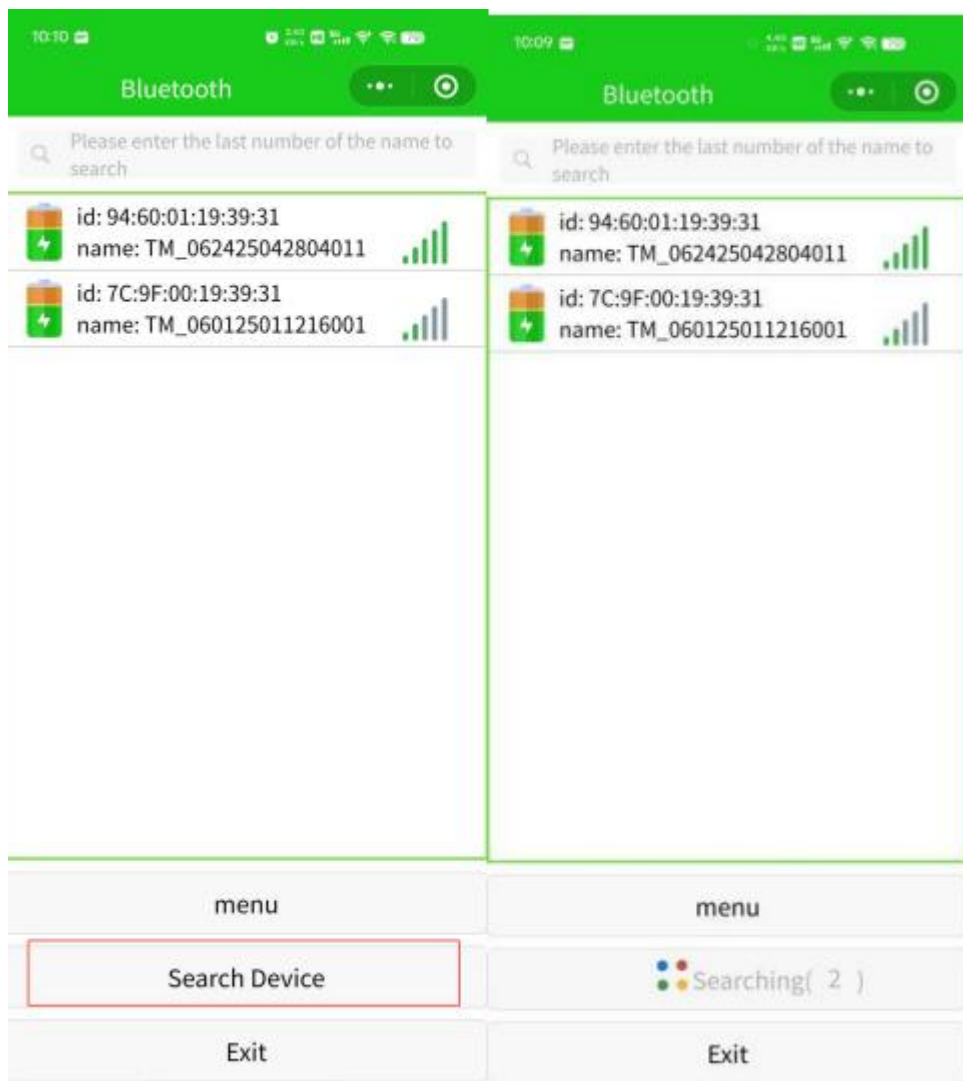 10:10
Bluetooth
Please enter the last number of the name to
search
id: 94:60:01:19:39:31
name: TM_062425042804011
id: 7C:9F:00:19:39:31
name: TM_060125011216001
menu
Search Device
Exit
10:09
Bluetooth
Please enter the last number of the name to
search
id: 94:60:01:19:39:31
name: TM_062425042804011
id: 7C:9F:00:19:39:31
name: TM_060125011216001
menu
Searching( 2 )
Exit